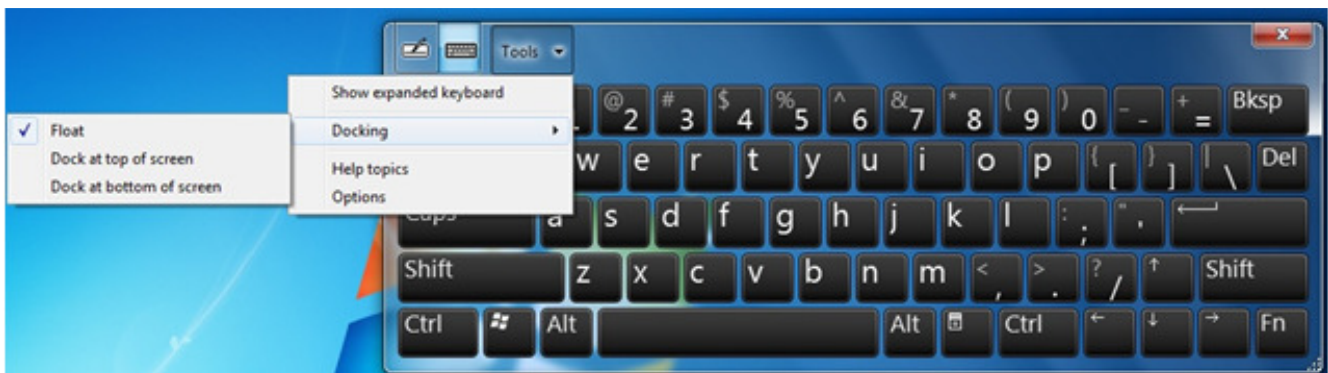 Tools
Show expanded keyboard
Docking
Help topics
Options
Float
Dock at top of screen
Dock at bottom of screen
@ 2 # 3 $ 4 % 5 ^ 6 & 7 * 8 ( 9 ) 0 _ - + = Bksp
w e r t y u i o p { [ } ] | \ Del
Caps a s d f g h j k l : ; " ' 
Shift z x c v b n m < , > . ? / ↑ Shift
Ctrl Alt Alt Ctrl ← ↓ → Fn